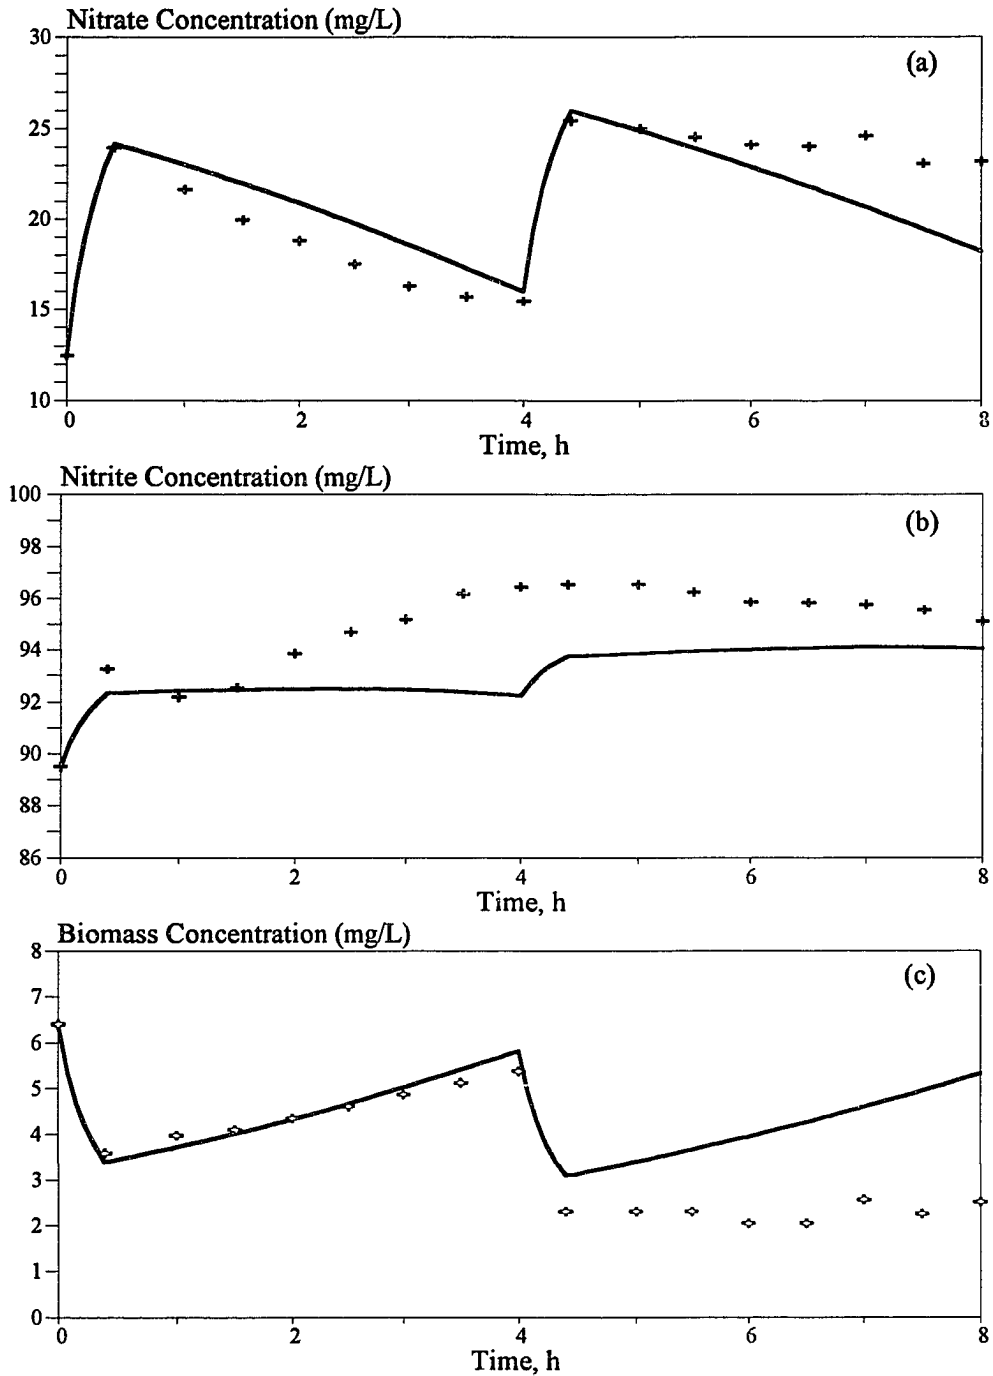 Nitrate Concentration (mg/L)
30
(a)
25
20
15
10
0 2 4 6 8
Time, h
Nitrite Concentration (mg/L)
100
(b)
98
96
94
92
90
88
86
0 2 4 6 8
Time, h
Biomass Concentration (mg/L)
8
(c)
7
6
5
4
3
2
1
0
0 2 4 6 8
Time, h